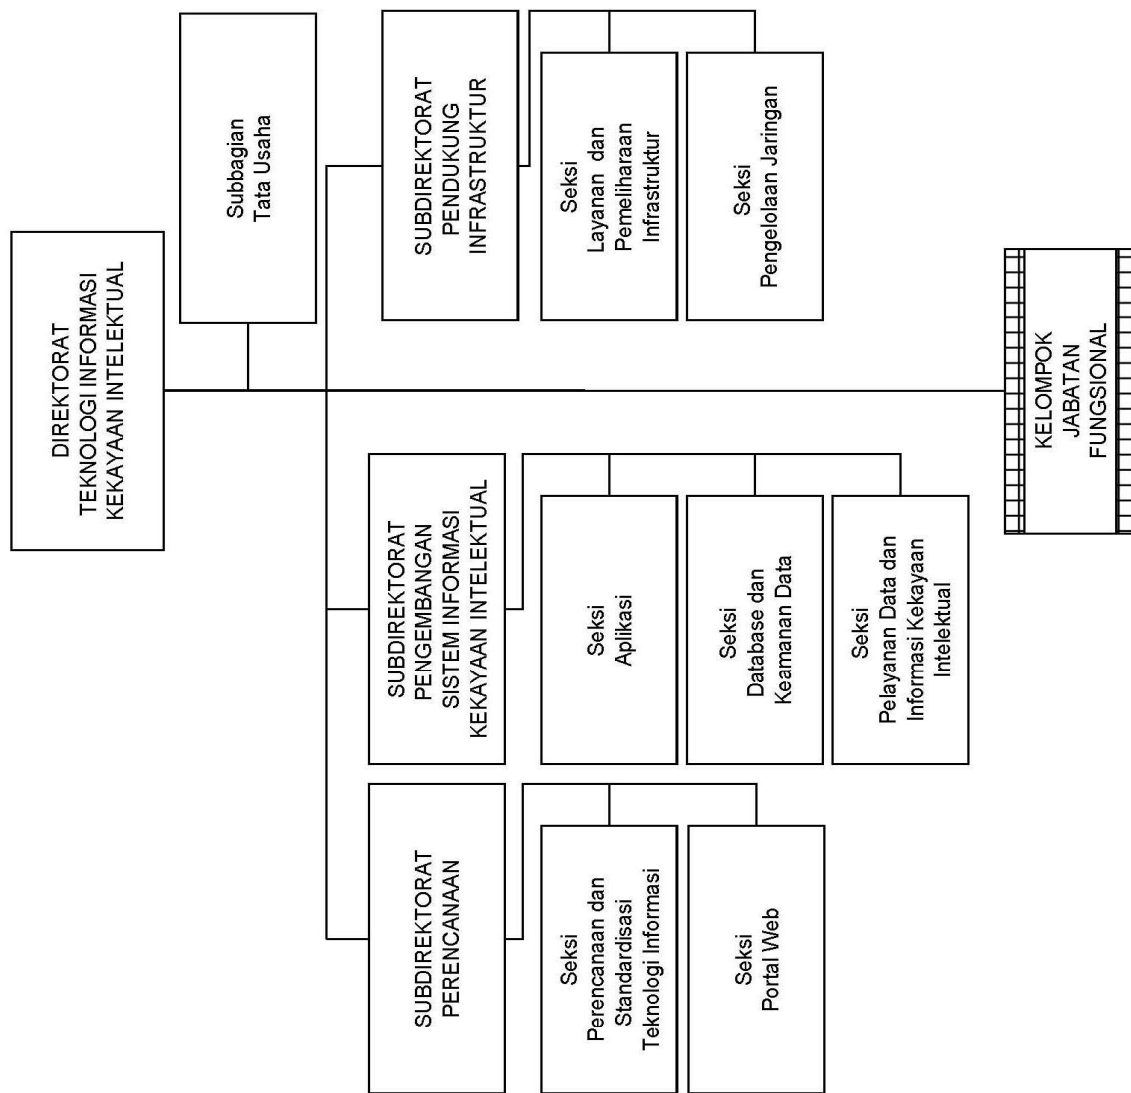 DIREKTORAT
TEKNOLOGI INFORMASI
KEKAYAAN INTELEKTUAL
Subbagian
Tata Usaha
SUBDIREKTORAT
PERENCANAAN
SUBDIREKTORAT
PENGEMBANGAN
SISTEM INFORMASI
KEKAYAAN INTELEKTUAL
SUBDIREKTORAT
PENDUKUNG
INFRASTRUKTUR
Seksi
Perencanaan dan
Standardisasi
Teknologi Informasi
Seksi
Aplikasi
Seksi
Layanan dan
Pemeliharaan
Infrastruktur
Seksi
Portal Web
Seksi
Database dan
Keamanan Data
Seksi
Pengelolaan Jaringan
Seksi
Pelayanan Data dan
Informasi Kekayaan
Intelektual
KELOMPOK
JABATAN
FUNGSIONAL